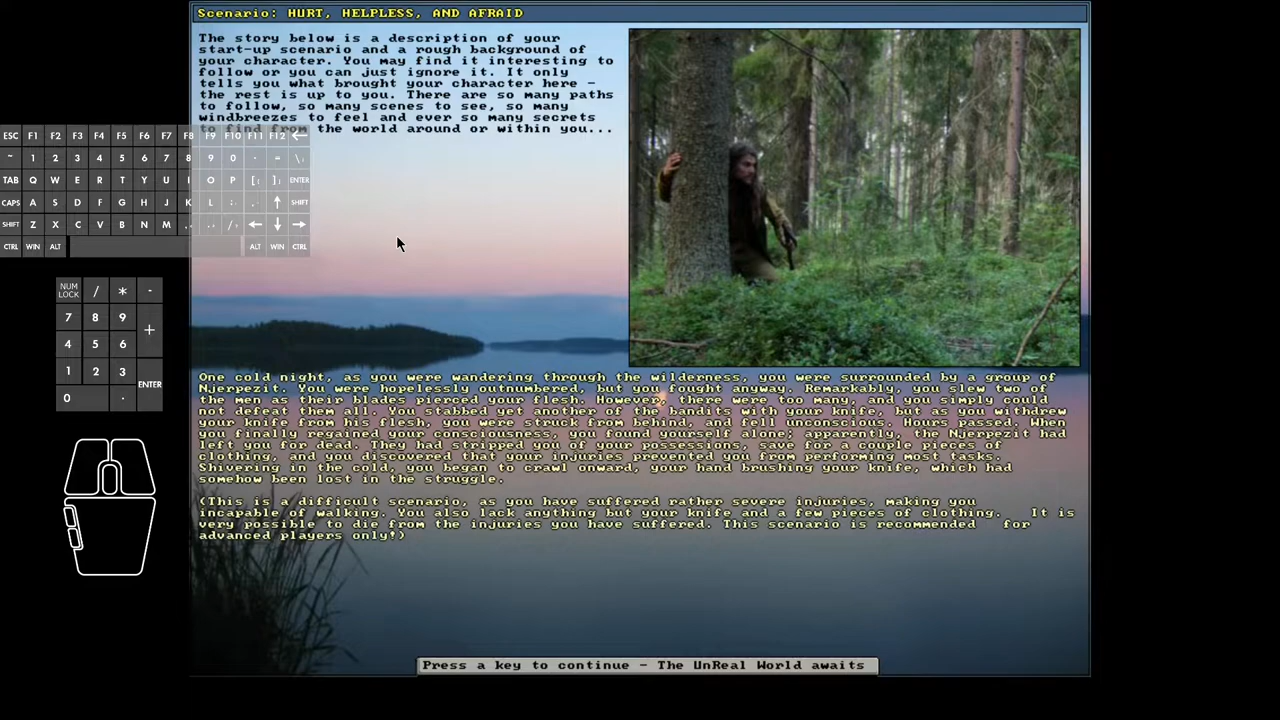 Scenario: HURT, HELPLESS, AND AFRAID
The story below is a description of your
start-up scenario and a rough background of
your character. You may find it interesting to
follow or you can just ignore it. It only
tells you what brought your character here -
the rest is up to you. There are so many paths
to follow, so many scenes to see, so many
windbreezes to feel and ever so many secrets
to find from the world around or within you...
ESC F1 F2 F3 F4 F5 F6 F7 F8 F9 F10 F11 F12 ←
~ 1 2 3 4 5 6 7 8 9 0 - = \
TAB Q W E R T Y U I O P [ ] ENTER
CAPS A S D F G H J K L ; . ↑ SHIFT
SHIFT Z X C V B N M , . / ← ↓ →
CTRL WIN ALT ALT WIN CTRL
NUM LOCK / * -
7 8 9 +
4 5 6
1 2 3 ENTER
0 .
One cold night, as you were wandering through the wilderness, you were surrounded by a group of
Njerpezit. You were hopelessly outnumbered, but you fought anyway. Remarkably, you slew two of
the men as their blades pierced your flesh. However, there were too many, and you simply could
not defeat them all. You stabbed yet another of the bandits with your knife, but as you withdrew
your knife from his flesh, you were struck from behind, and fell unconscious. Hours passed. When
you finally regained your consciousness, you found yourself alone; apparently, the Njerpezit had
left you for dead. They had stripped you of your possessions, save for a couple pieces of
clothing, and you discovered that your injuries prevented you from performing most tasks.
Shivering in the cold, you began to crawl onward, your hand brushing your knife, which had
somehow been lost in the struggle.
(This is a difficult scenario, as you have suffered rather severe injuries, making you
incapable of walking. You also lack anything but your knife and a few pieces of clothing. It is
very possible to die from the injuries you have suffered. This scenario is recommended for
advanced players only!)
Press a key to continue - The UnReal World awaits